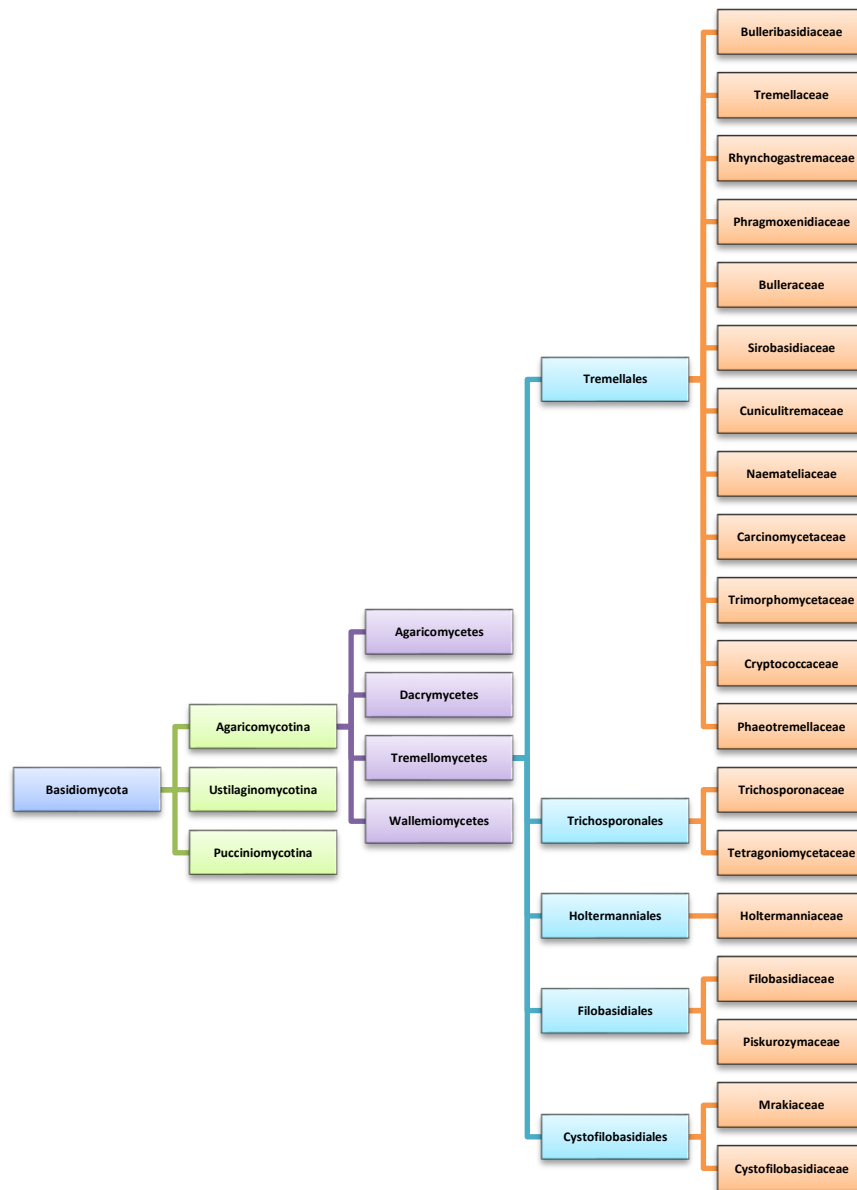 Bulleribasidiaceae
Tremellaceae
Rhynchogastremaceae
Phragmoxenidiaceae
Bulleraceae
Sirobasidiaceae
Tremellales
Cuniculitremaceae
Naemateliaceae
Carcinomycetaceae
Trimorphomycetaceae
Agaricomycetes
Cryptococcaceae
Dacrymycetes
Agaricomycotina
Phaeotremellaceae
Tremellomycetes
Basidiomycota
Ustilaginomycotina
Trichosporonaceae
Wallemiomycetes
Trichosporonales
Pucciniomycotina
Tetragoniomycetaceae
Holtermanniales
Holtermanniaceae
Filobasidiaceae
Filobasidiales
Piskurozymaceae
Mrakiaceae
Cystofilobasidiales
Cystofilobasidiaceae